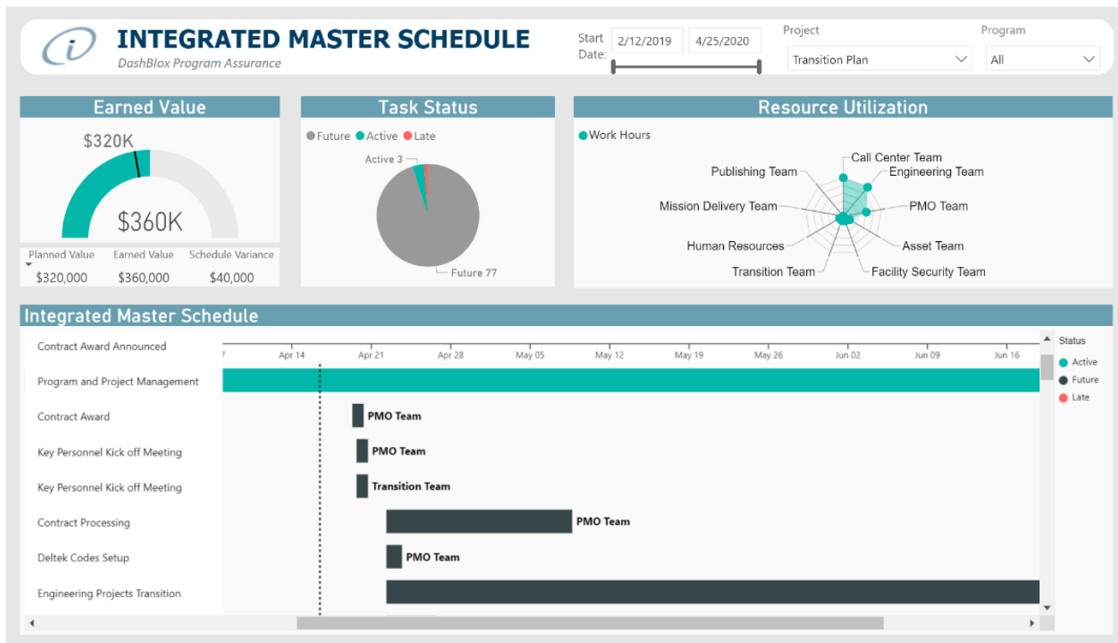 INTEGRATED MASTER SCHEDULE
DashBlox Program Assurance
Start Date:
2/12/2019
4/25/2020
Project
Transition Plan
Program
All
Earned Value
$320K
$360K
Planned Value Earned Value Schedule Variance
$320,000 $360,000 $40,000
Task Status
Future Active Late
Active 3
Future 77
Resource Utilization
Work Hours
Call Center Team
Engineering Team
PMO Team
Asset Team
Facility Security Team
Transition Team
Human Resources
Mission Delivery Team
Publishing Team
Integrated Master Schedule
7 Apr 14 Apr 21 Apr 28 May 05 May 12 May 19 May 26 Jun 02 Jun 09 Jun 16
Contract Award Announced
Program and Project Management
Contract Award PMO Team
Key Personnel Kick off Meeting PMO Team
Key Personnel Kick off Meeting Transition Team
Contract Processing PMO Team
Deltek Codes Setup PMO Team
Engineering Projects Transition
Status
Active
Future
Late